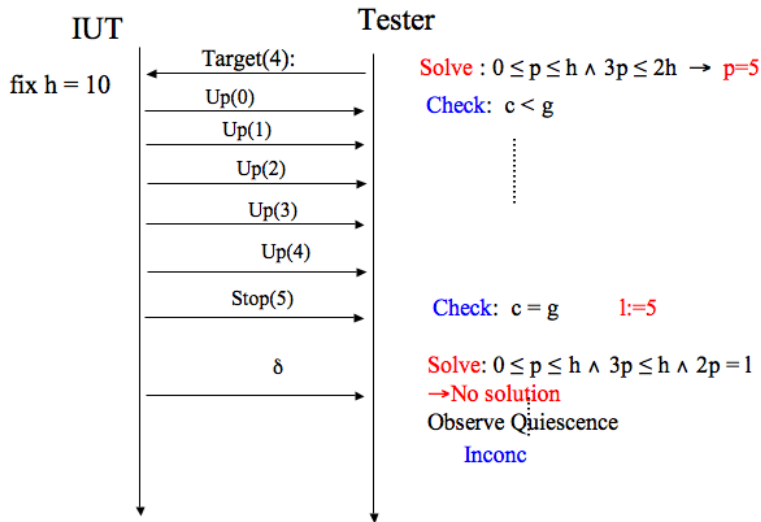 IUT
Tester
fix h = 10
Target(4):
Solve : 0 ≤ p ≤ h ∧ 3p ≤ 2h → p=5
Up(0)
Check: c < g
Up(1)
Up(2)
Up(3)
Up(4)
Stop(5)
Check: c = g l:=5
δ
Solve: 0 ≤ p ≤ h ∧ 3p ≤ h ∧ 2p = l
→No solution
Observe Quiescence
Inconc